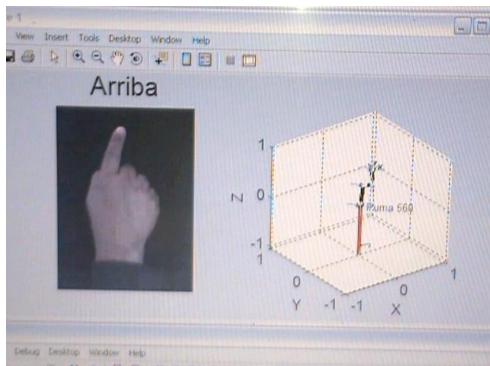 View Insert Tools Desktop Window Help
Arriba
1
0
-1
Z
Puma 560
1
0
-1
Y
-1
0
1
X
Debug Desktop Window Help